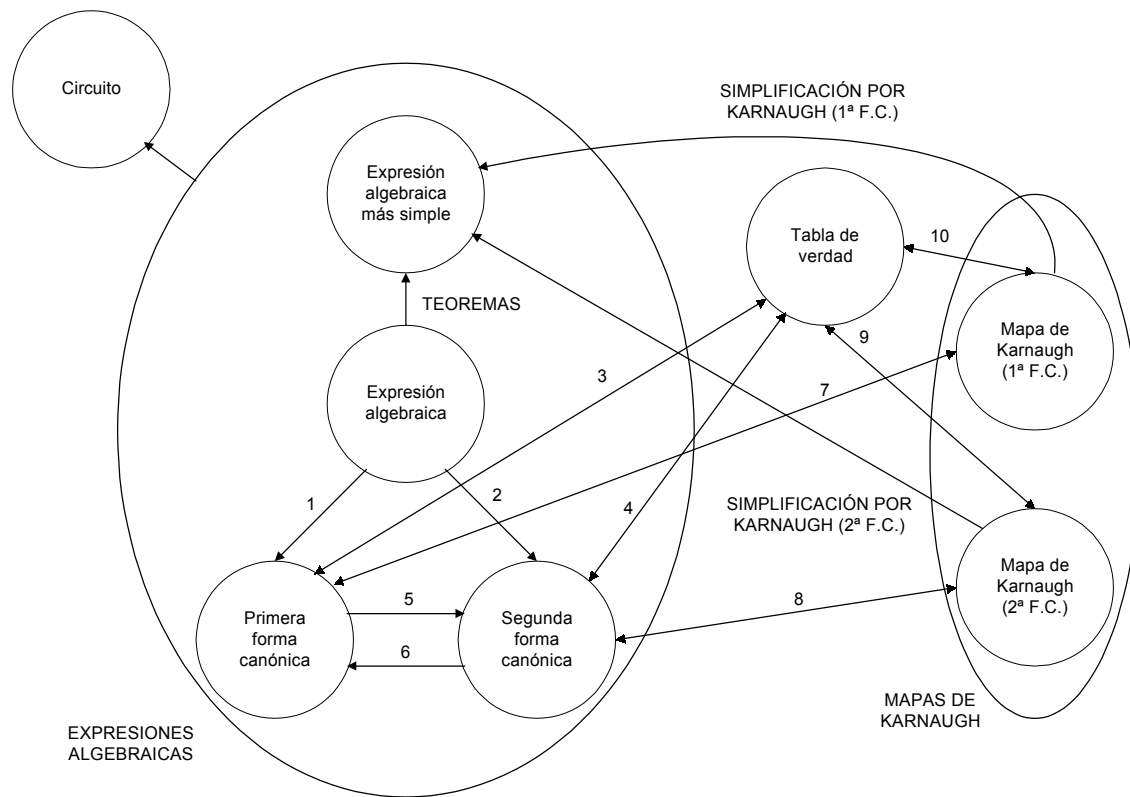 Circuito
SIMPLIFICACIÓN POR
KARNAUGH (1ª F.C.)
Expresión
algebraica
más simple
Tabla de
verdad
10
TEOREMAS
Mapa de
Karnaugh
(1ª F.C.)
9
3
7
Expresión
algebraica
1
2
4
SIMPLIFICACIÓN POR
KARNAUGH (2ª F.C.)
Mapa de
Karnaugh
(2ª F.C.)
5
8
Primera
forma
canónica
Segunda
forma
canónica
6
MAPAS DE
KARNAUGH
EXPRESIONES
ALGEBRAICAS